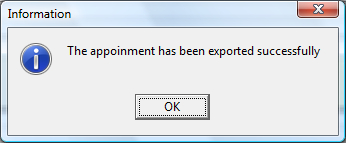 Information
The appoinment has been exported successfully
OK